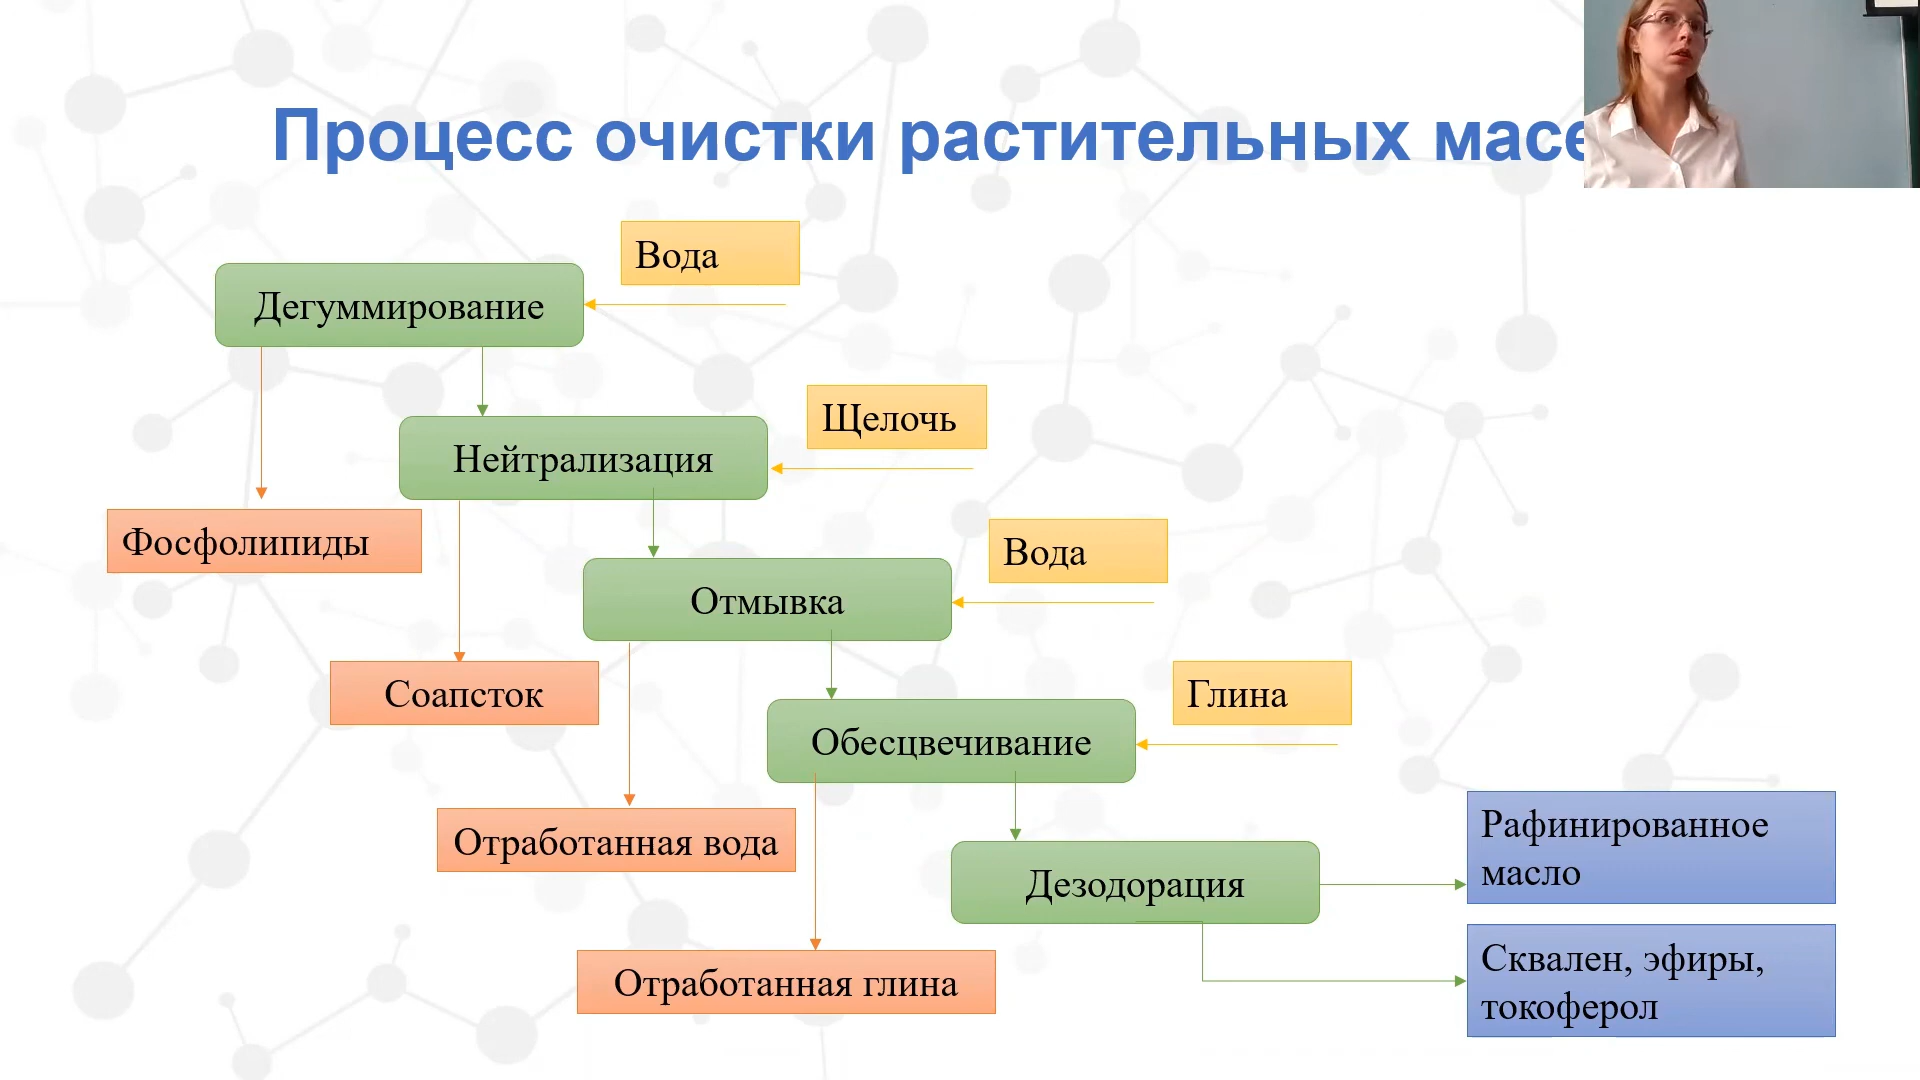 Процесс очистки растительных
Вода
Дегуммирование
Щелочь
Нейтрализация
Фосфолипиды
Вода
Отмывка
Соапсток
Глина
Обесцвечивание
Отработанная вода
Рафинированное
масло
Дезодорация
Сквален, эфиры,
токоферол
Отработанная глина